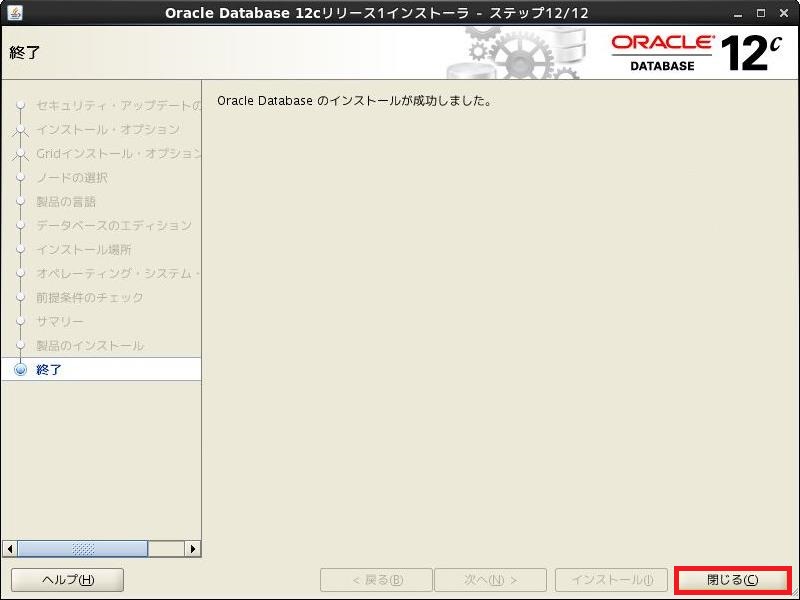 Oracle Database 12cリリース1インストーラ - ステップ12/12
終了
ORACLE
DATABASE
12c
セキュリティ・アップデートの
インストール・オプション
Gridインストール・オプション
ノードの選択
製品の言語
データベースのエディション
インストール場所
オペレーティング・システム・
前提条件のチェック
サマリー
製品のインストール
終了
Oracle Database のインストールが成功しました。
ヘルプ(H)
< 戻る(B)
次へ(N) >
インストール(I)
閉じる(C)